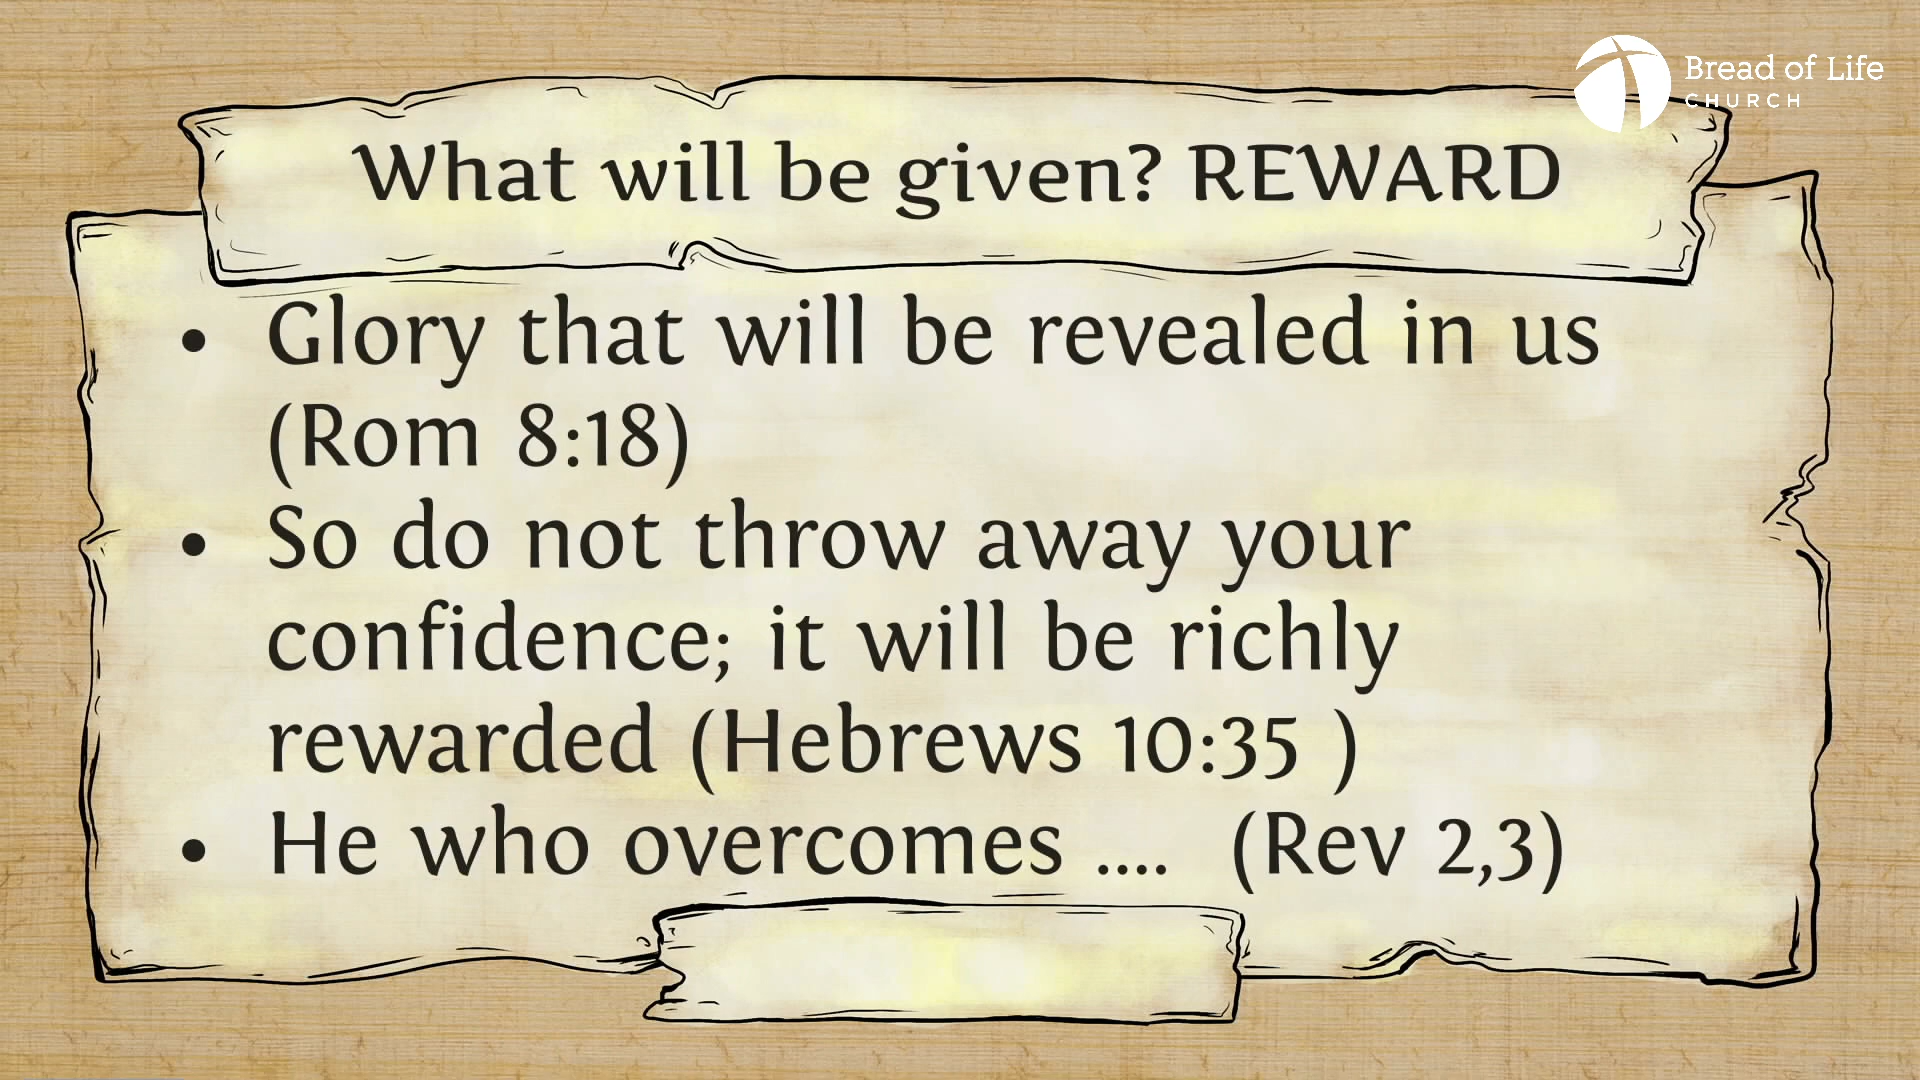 Bread of Life
CHURCH
What will be given? REWARD
• Glory that will be revealed in us
(Rom 8:18)
• So do not throw away your
confidence; it will be richly
rewarded (Hebrews 10:35 )
• He who overcomes .... (Rev 2,3)